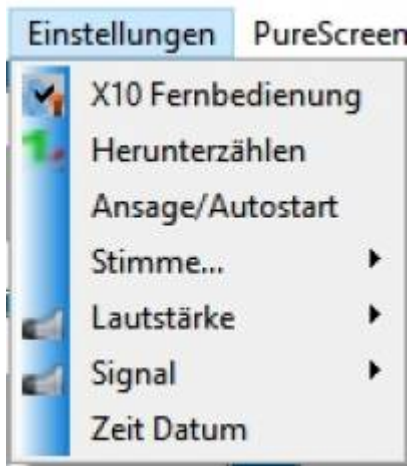 Einstellungen PureScreen
X10 Fernbedienung
Herunterzählen
Ansage/Autostart
Stimme...
Lautstärke
Signal
Zeit Datum